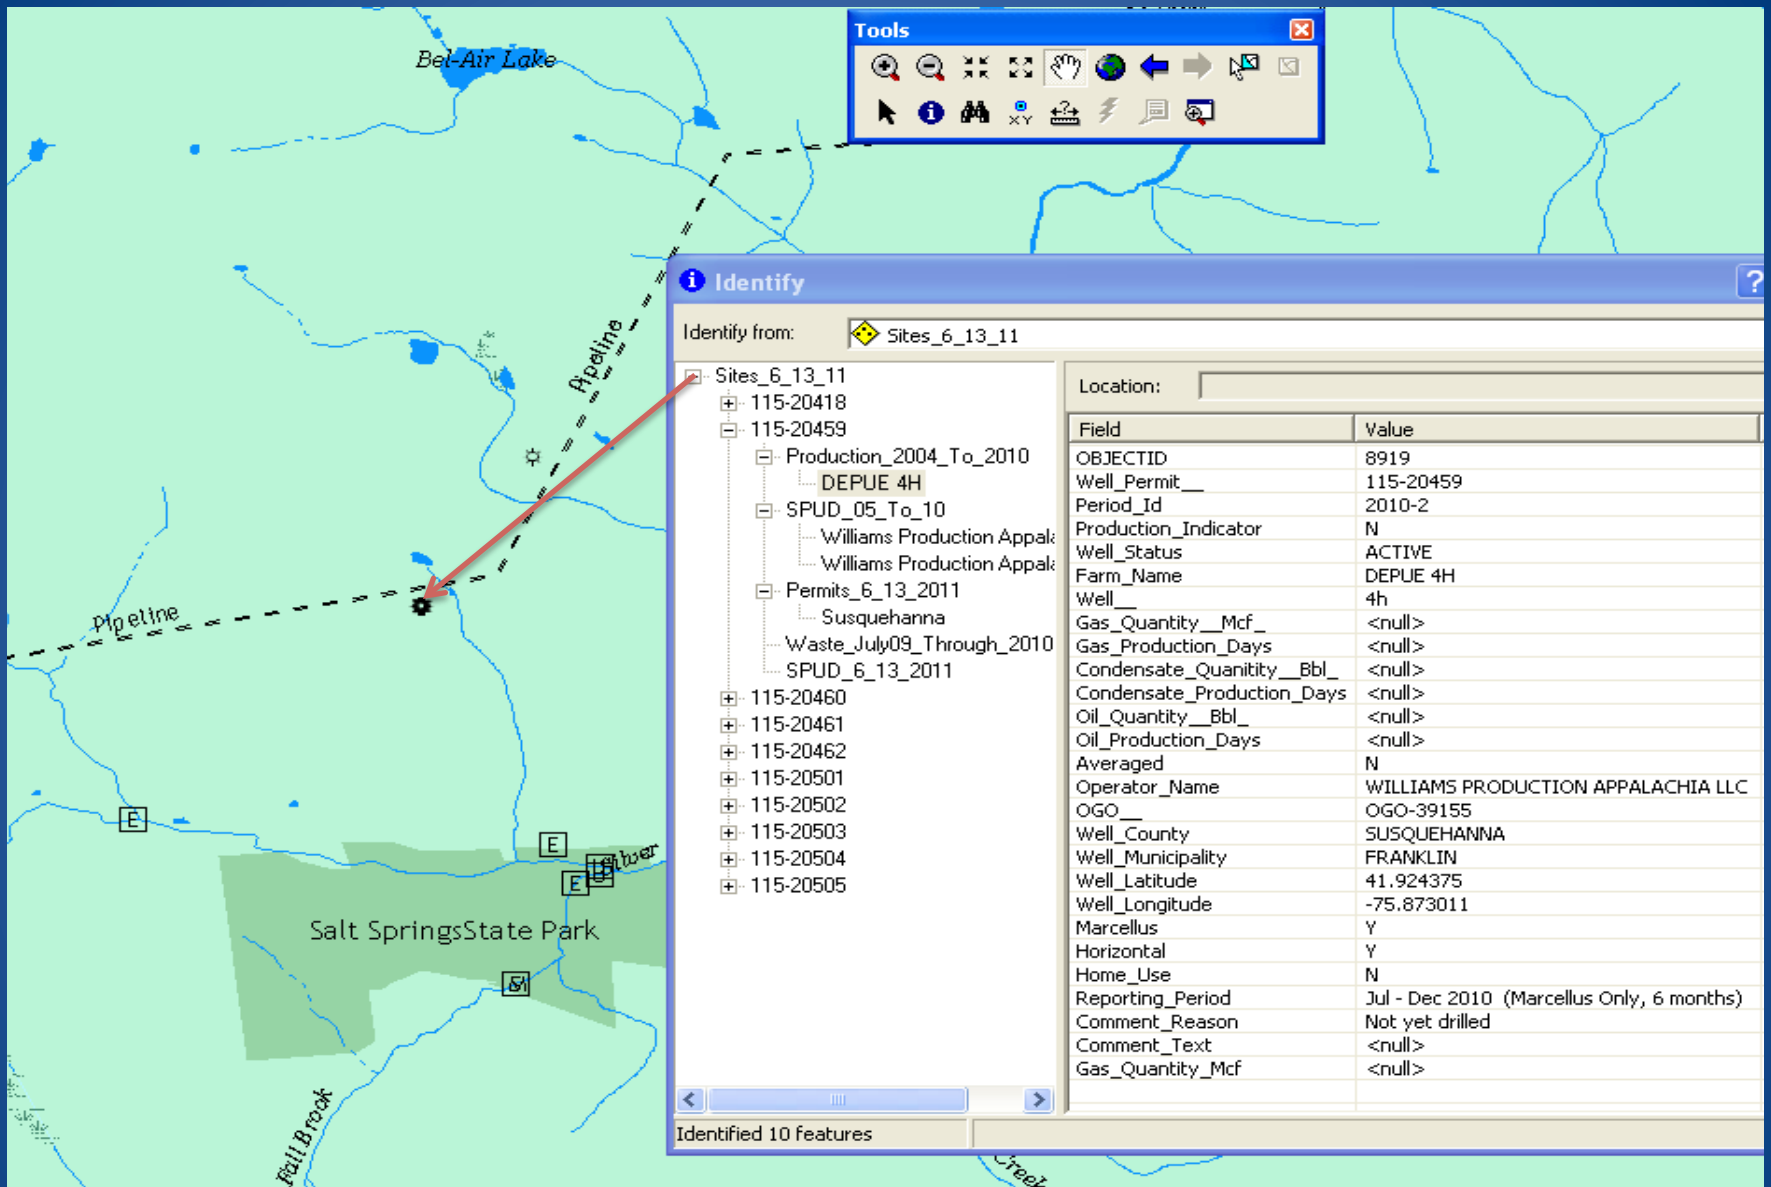 Bel-Air Lake
Tools
XY
Pipeline
Pipeline
E
E
E
Silver
Salt SpringsState Park
Fall Brook
Creek
Identify
?
Identify from:
Sites_6_13_11
Sites_6_13_11
115-20418
115-20459
Production_2004_To_2010
DEPUE 4H
SPUD_05_To_10
Williams Production Appala
Williams Production Appala
Permits_6_13_2011
Susquehanna
Waste_July09_Through_2010
SPUD_6_13_2011
115-20460
115-20461
115-20462
115-20501
115-20502
115-20503
115-20504
115-20505
Identified 10 features
Location:
Field Value
OBJECTID 8919
Well_Permit__ 115-20459
Period_Id 2010-2
Production_Indicator N
Well_Status ACTIVE
Farm_Name DEPUE 4H
Well__ 4h
Gas_Quantity__Mcf_ <null>
Gas_Production_Days <null>
Condensate_Quanitity__Bbl_ <null>
Condensate_Production_Days <null>
Oil_Quantity__Bbl_ <null>
Oil_Production_Days <null>
Averaged N
Operator_Name WILLIAMS PRODUCTION APPALACHIA LLC
OGO__ OGO-39155
Well_County SUSQUEHANNA
Well_Municipality FRANKLIN
Well_Latitude 41.924375
Well_Longitude -75.873011
Marcellus Y
Horizontal Y
Home_Use N
Reporting_Period Jul - Dec 2010 (Marcellus Only, 6 months)
Comment_Reason Not yet drilled
Comment_Text <null>
Gas_Quantity_Mcf <null>